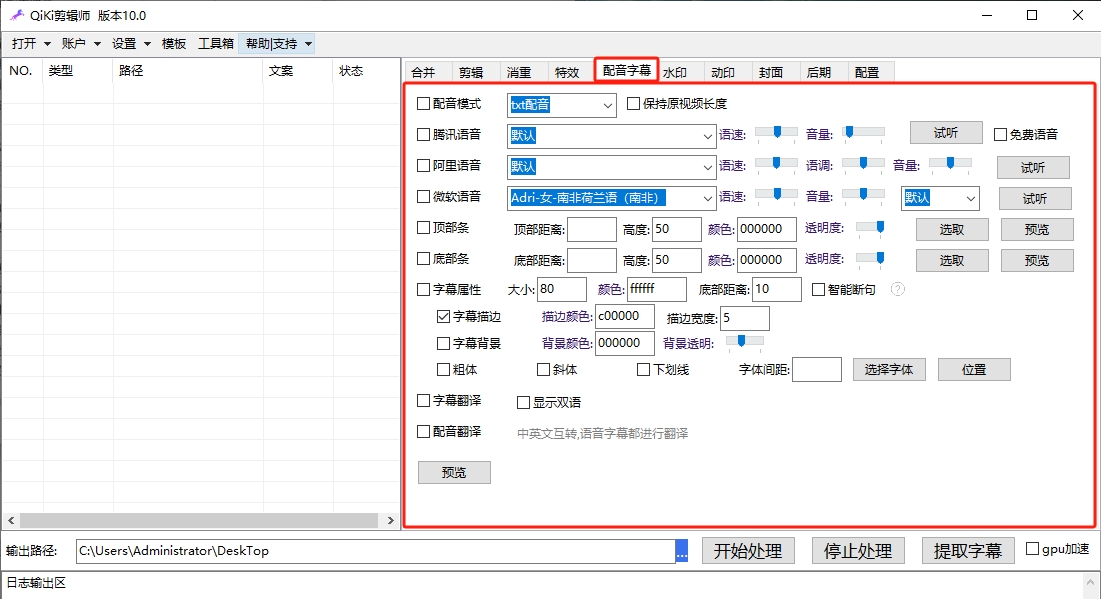 QiKi剪辑师 版本10.0
打开 账户 设置 模板 工具箱 帮助|支持
NO. 类型 路径 文案 状态
合并 剪辑 消重 特效 配音字幕 水印 动印 封面 后期 配置
配音模式 txt配音 保持原视频长度
腾讯语音 默认 语速: 音量: 试听 免费语音
阿里语音 默认 语速: 语调: 音量: 试听
微软语音 Adri-女-南非荷兰语（南非） 语速: 音量: 默认 试听
顶部条 顶部距离: 高度: 50 颜色: 000000 透明度: 选取 预览
底部条 底部距离: 高度: 50 颜色: 000000 透明度: 选取 预览
字幕属性 大小: 80 颜色: ffffff 底部距离: 10 智能断句 ?
字幕描边 描边颜色: c00000 描边宽度: 5
字幕背景 背景颜色: 000000 背景透明:
粗体 斜体 下划线 字体间距: 选择字体 位置
字幕翻译 显示双语
配音翻译 中英文互转,语音字幕都进行翻译
预览
输出路径: C:\Users\Administrator\DeskTop ... 开始处理 停止处理 提取字幕 gpu加速
日志输出区